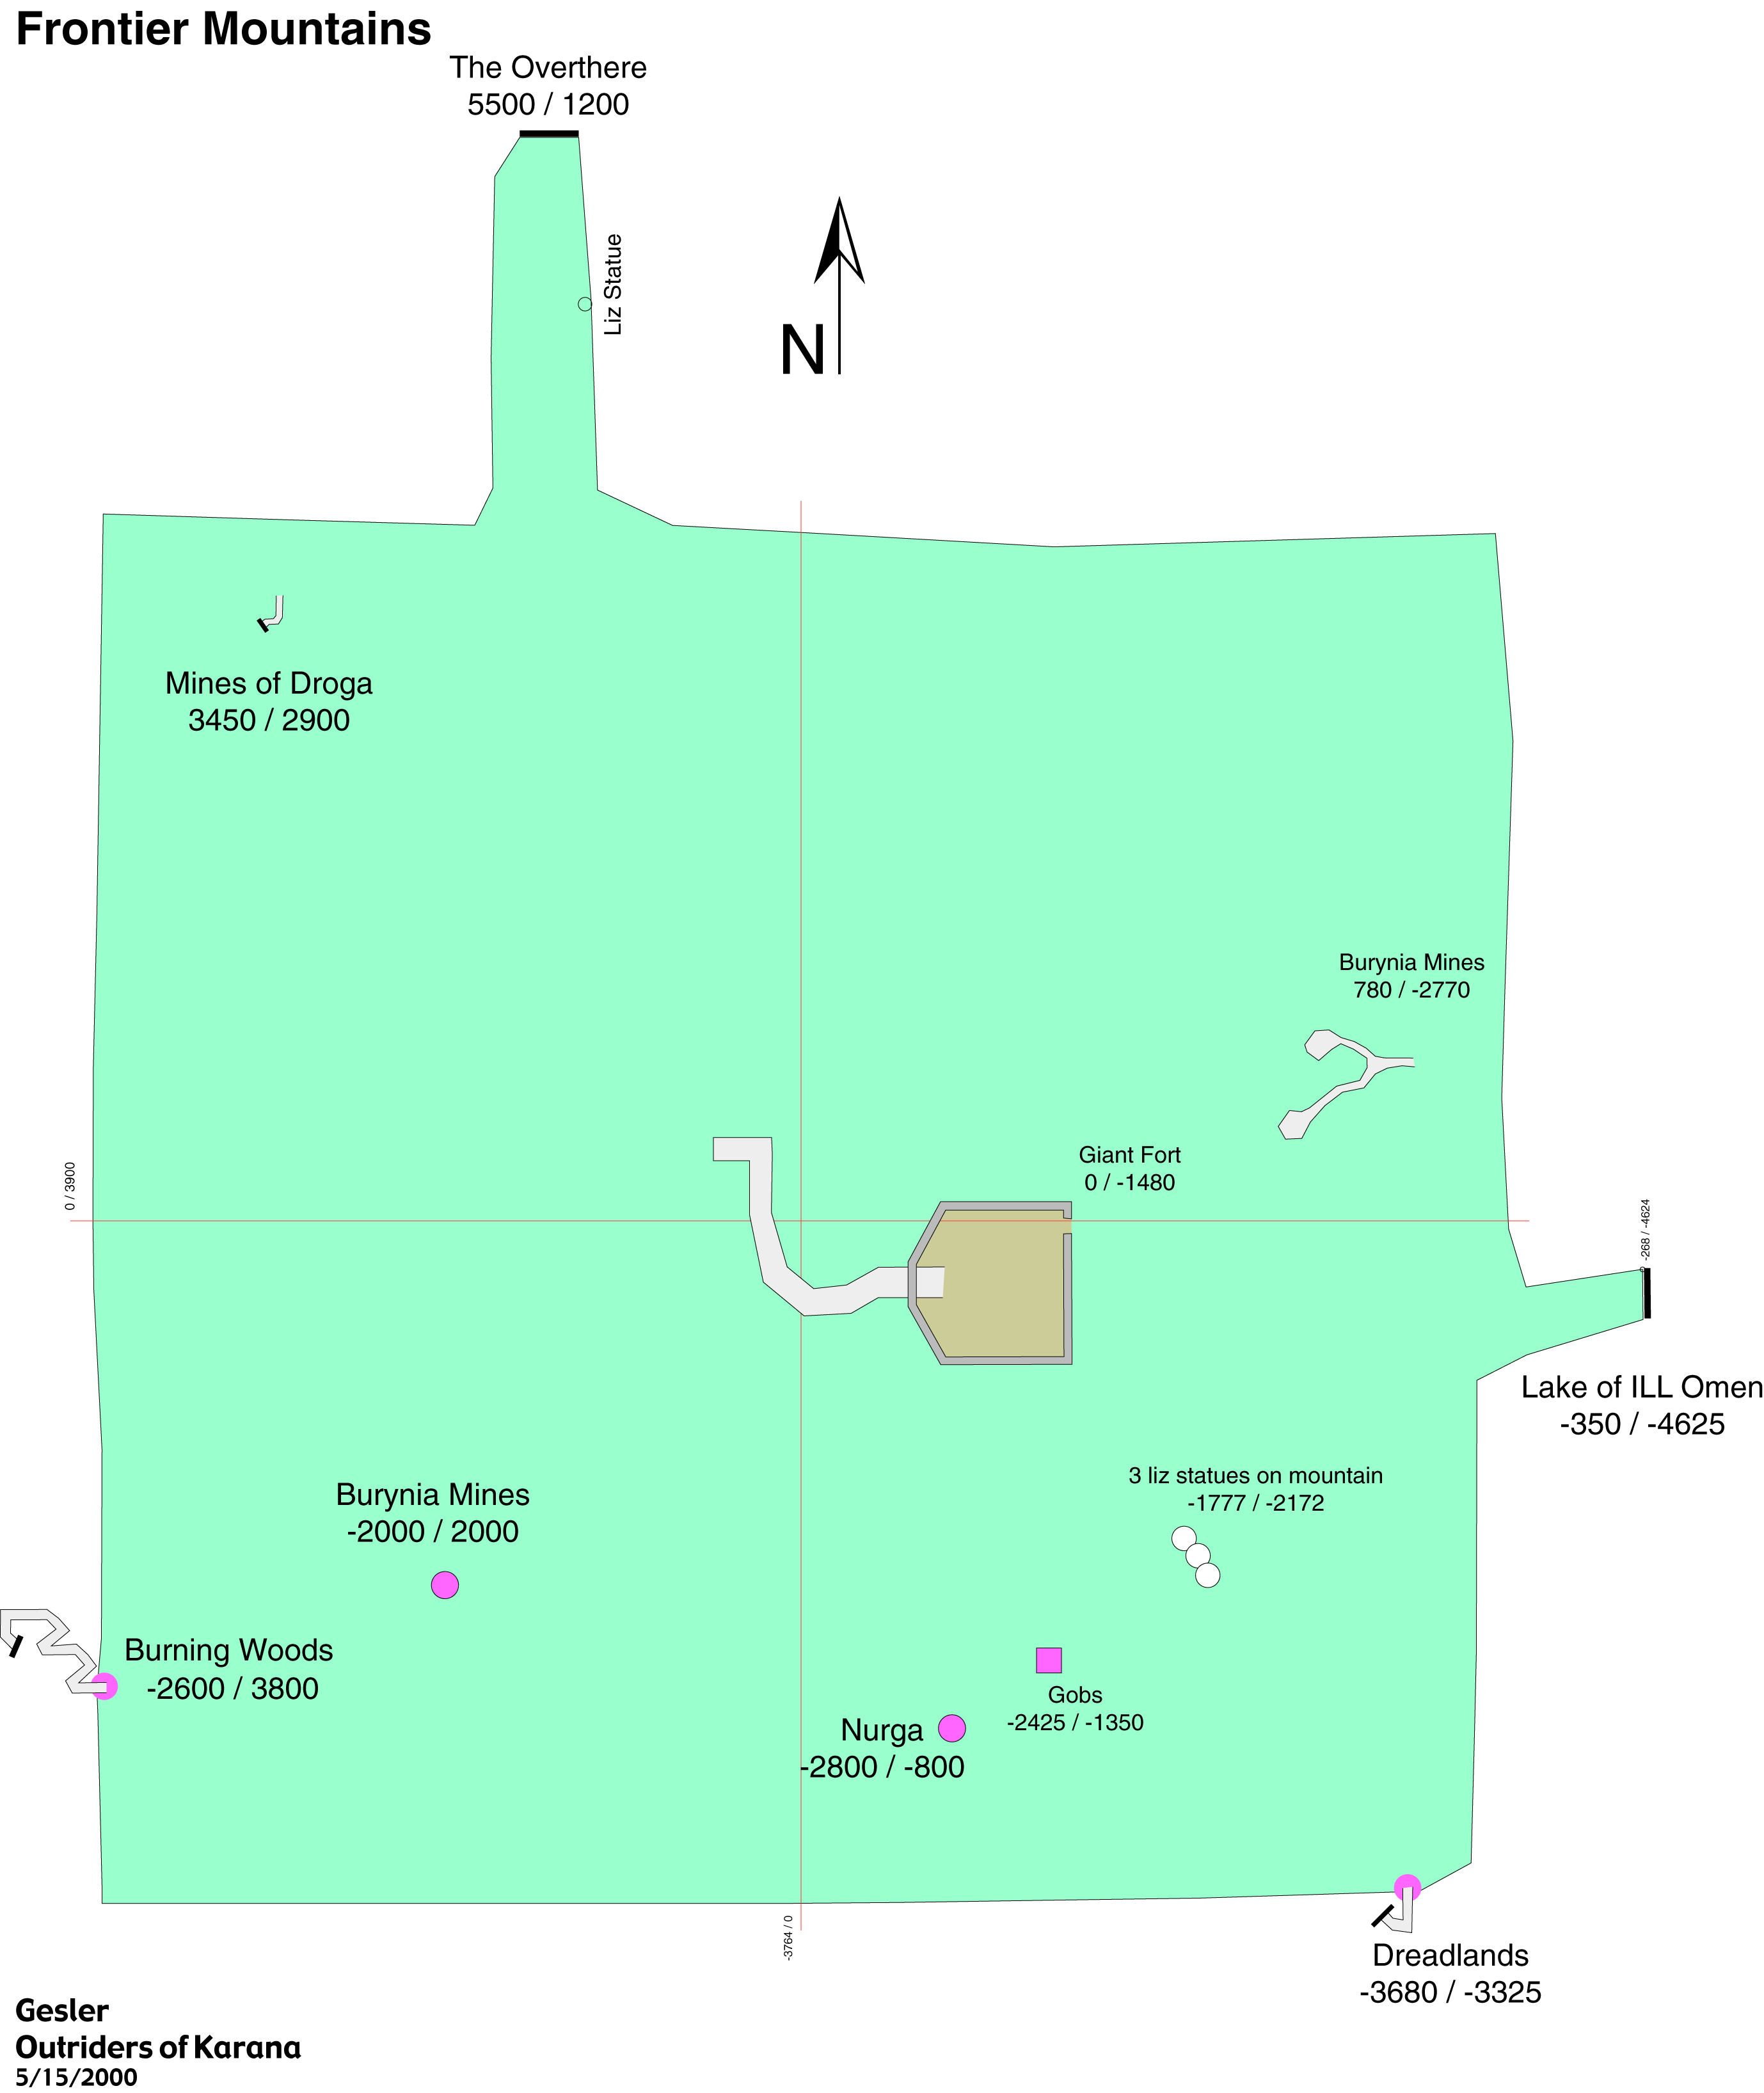 Frontier Mountains
The Overthere
5500 / 1200
Liz Statue
N
Mines of Droga
3450 / 2900
Burynia Mines
780 / -2770
Giant Fort
0 / -1480
0 / 3900
-268 / -4624
Lake of ILL Omen
-350 / -4625
3 liz statues on mountain
-1777 / -2172
Burynia Mines
-2000 / 2000
Burning Woods
-2600 / 3800
Gobs
-2425 / -1350
Nurga
-2800 / -800
-3764 / 0
Dreadlands
-3680 / -3325
Gesler
Outriders of Karana
5/15/2000